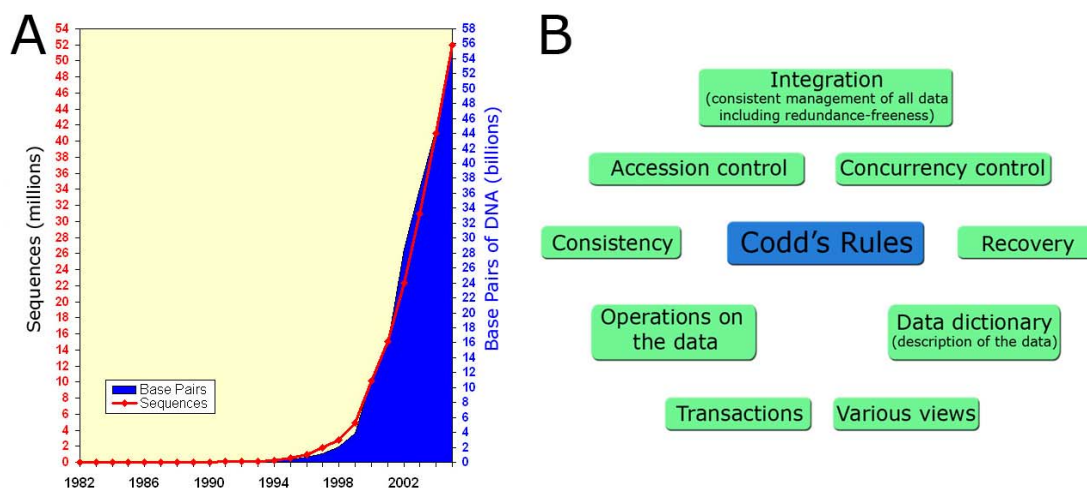 A
54
52
50
48
46
44
42
40
38
36
34
32
30
28
26
24
22
20
18
16
14
12
10
8
6
4
2
0
Sequences (millions)
58
56
54
52
50
48
46
44
42
40
38
36
34
32
30
28
26
24
22
20
18
16
14
12
10
8
6
4
2
0
Base Pairs of DNA (billions)
Base Pairs
Sequences
1982 1986 1990 1994 1998 2002
B
Integration
(consistent management of all data
including redundance-freeness)
Accession control
Concurrency control
Consistency
Codd's Rules
Recovery
Operations on
the data
Data dictionary
(description of the data)
Transactions
Various views